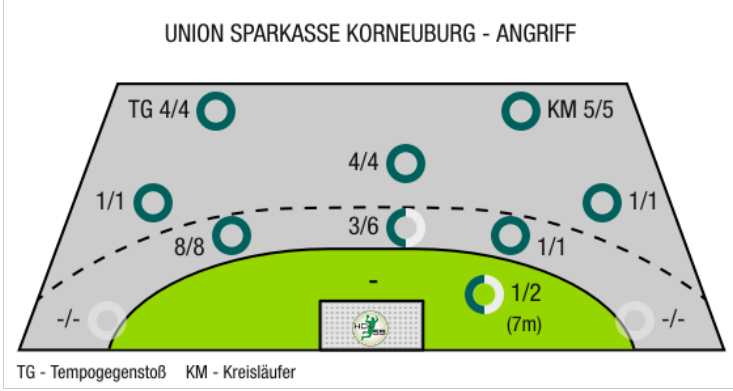 UNION SPARKASSE KORNEUBURG - ANGRIFF
TG 4/4
KM 5/5
4/4
1/1
1/1
8/8
3/6
1/1
-
1/2
(7m)
-/-
-/-
HC
TG - Tempogegenstoß KM - Kreisläufer